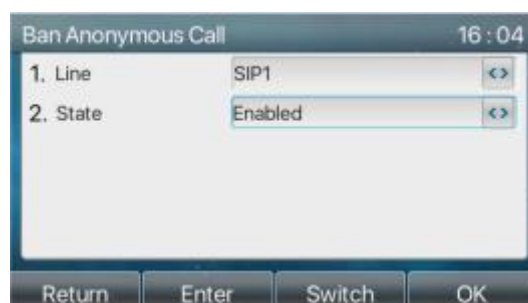 Ban Anonymous Call 16:04
1. Line SIP1 <>
2. State Enabled <>
Return Enter Switch OK